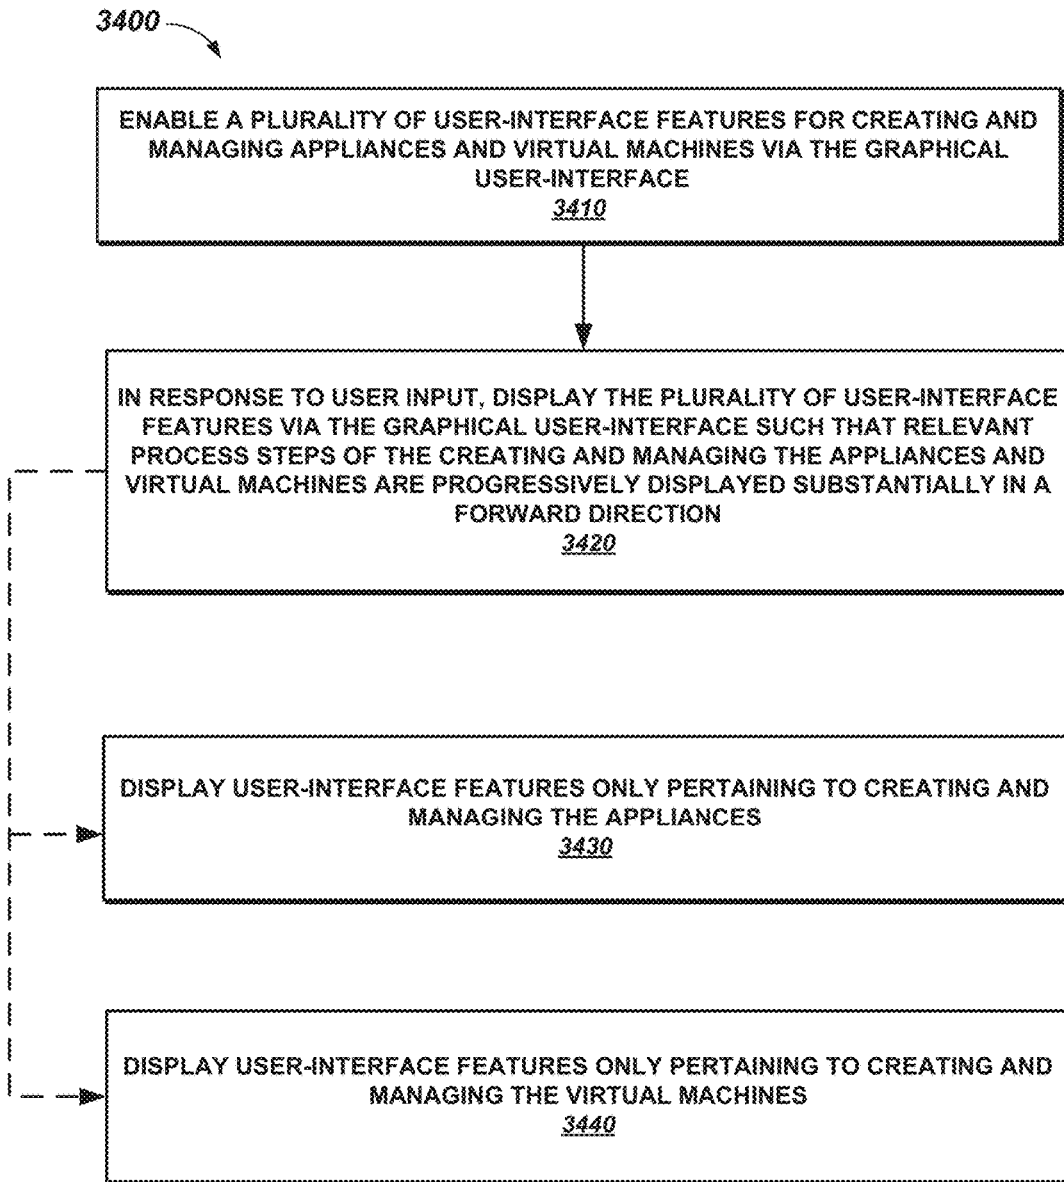 3400
ENABLE A PLURALITY OF USER-INTERFACE FEATURES FOR CREATING AND
MANAGING APPLIANCES AND VIRTUAL MACHINES VIA THE GRAPHICAL
USER-INTERFACE
3410
IN RESPONSE TO USER INPUT, DISPLAY THE PLURALITY OF USER-INTERFACE
FEATURES VIA THE GRAPHICAL USER-INTERFACE SUCH THAT RELEVANT
PROCESS STEPS OF THE CREATING AND MANAGING THE APPLIANCES AND
VIRTUAL MACHINES ARE PROGRESSIVELY DISPLAYED SUBSTANTIALLY IN A
FORWARD DIRECTION
3420
DISPLAY USER-INTERFACE FEATURES ONLY PERTAINING TO CREATING AND
MANAGING THE APPLIANCES
3430
DISPLAY USER-INTERFACE FEATURES ONLY PERTAINING TO CREATING AND
MANAGING THE VIRTUAL MACHINES
3440